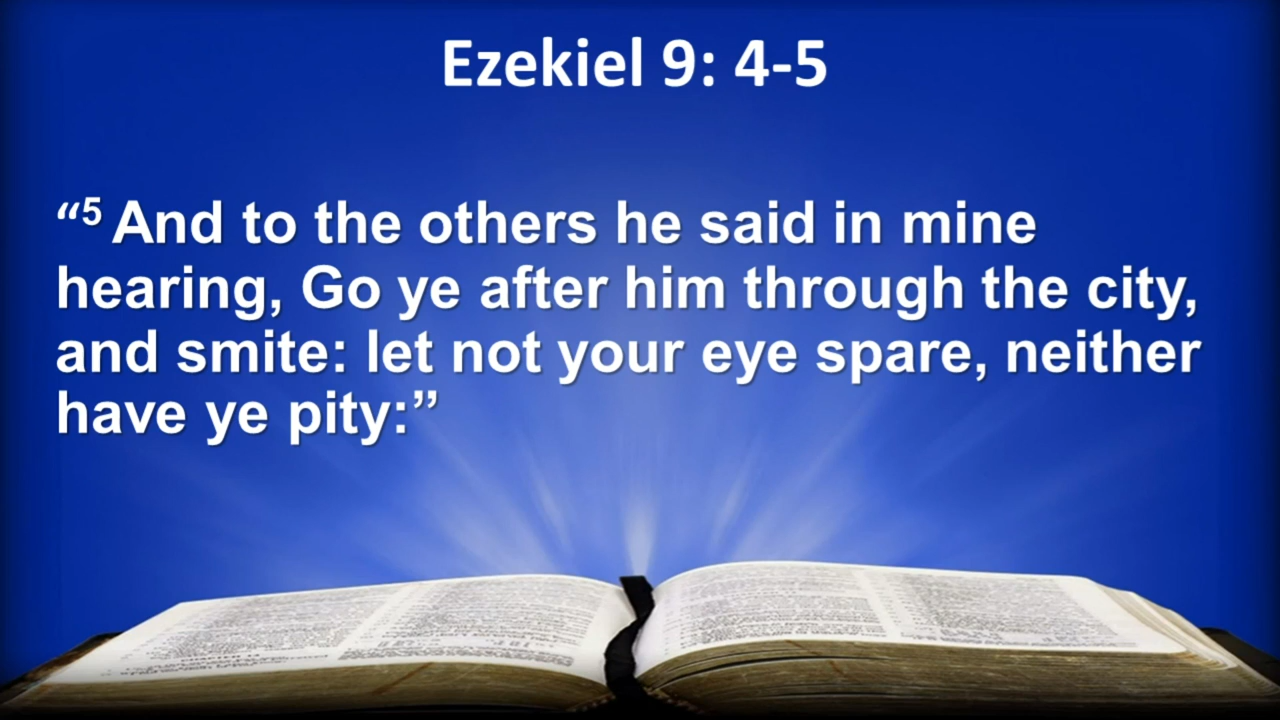 Ezekiel 9: 4-5
“⁵ And to the others he said in mine
hearing, Go ye after him through the city,
and smite: let not your eye spare, neither
have ye pity:”